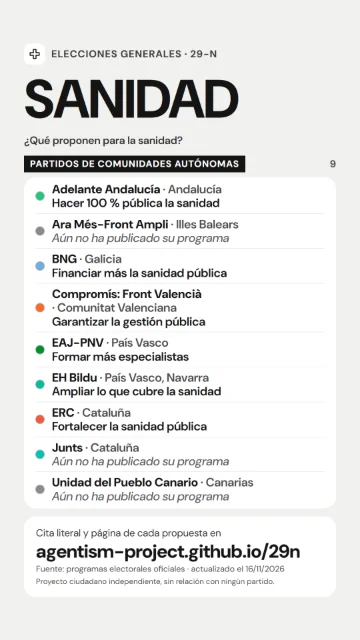 ELECCIONES GENERALES · 29-N
SANIDAD
¿Qué proponen para la sanidad?
PARTIDOS DE COMUNIDADES AUTÓNOMAS
9
Adelante Andalucía · Andalucía
Hacer 100 % pública la sanidad
Ara Més-Front Ampli · Illes Balears
Aún no ha publicado su programa
BNG · Galicia
Financiar más la sanidad pública
Compromís: Front Valencià
· Comunitat Valenciana
Garantizar la gestión pública
EAJ-PNV · País Vasco
Formar más especialistas
EH Bildu · País Vasco, Navarra
Ampliar lo que cubre la sanidad
ERC · Cataluña
Fortalecer la sanidad pública
Junts · Cataluña
Aún no ha publicado su programa
Unidad del Pueblo Canario · Canarias
Aún no ha publicado su programa
Cita literal y página de cada propuesta en
agentism-project.github.io/29n
Fuente: programas electorales oficiales · actualizado el 16/11/2026
Proyecto ciudadano independiente, sin relación con ningún partido.